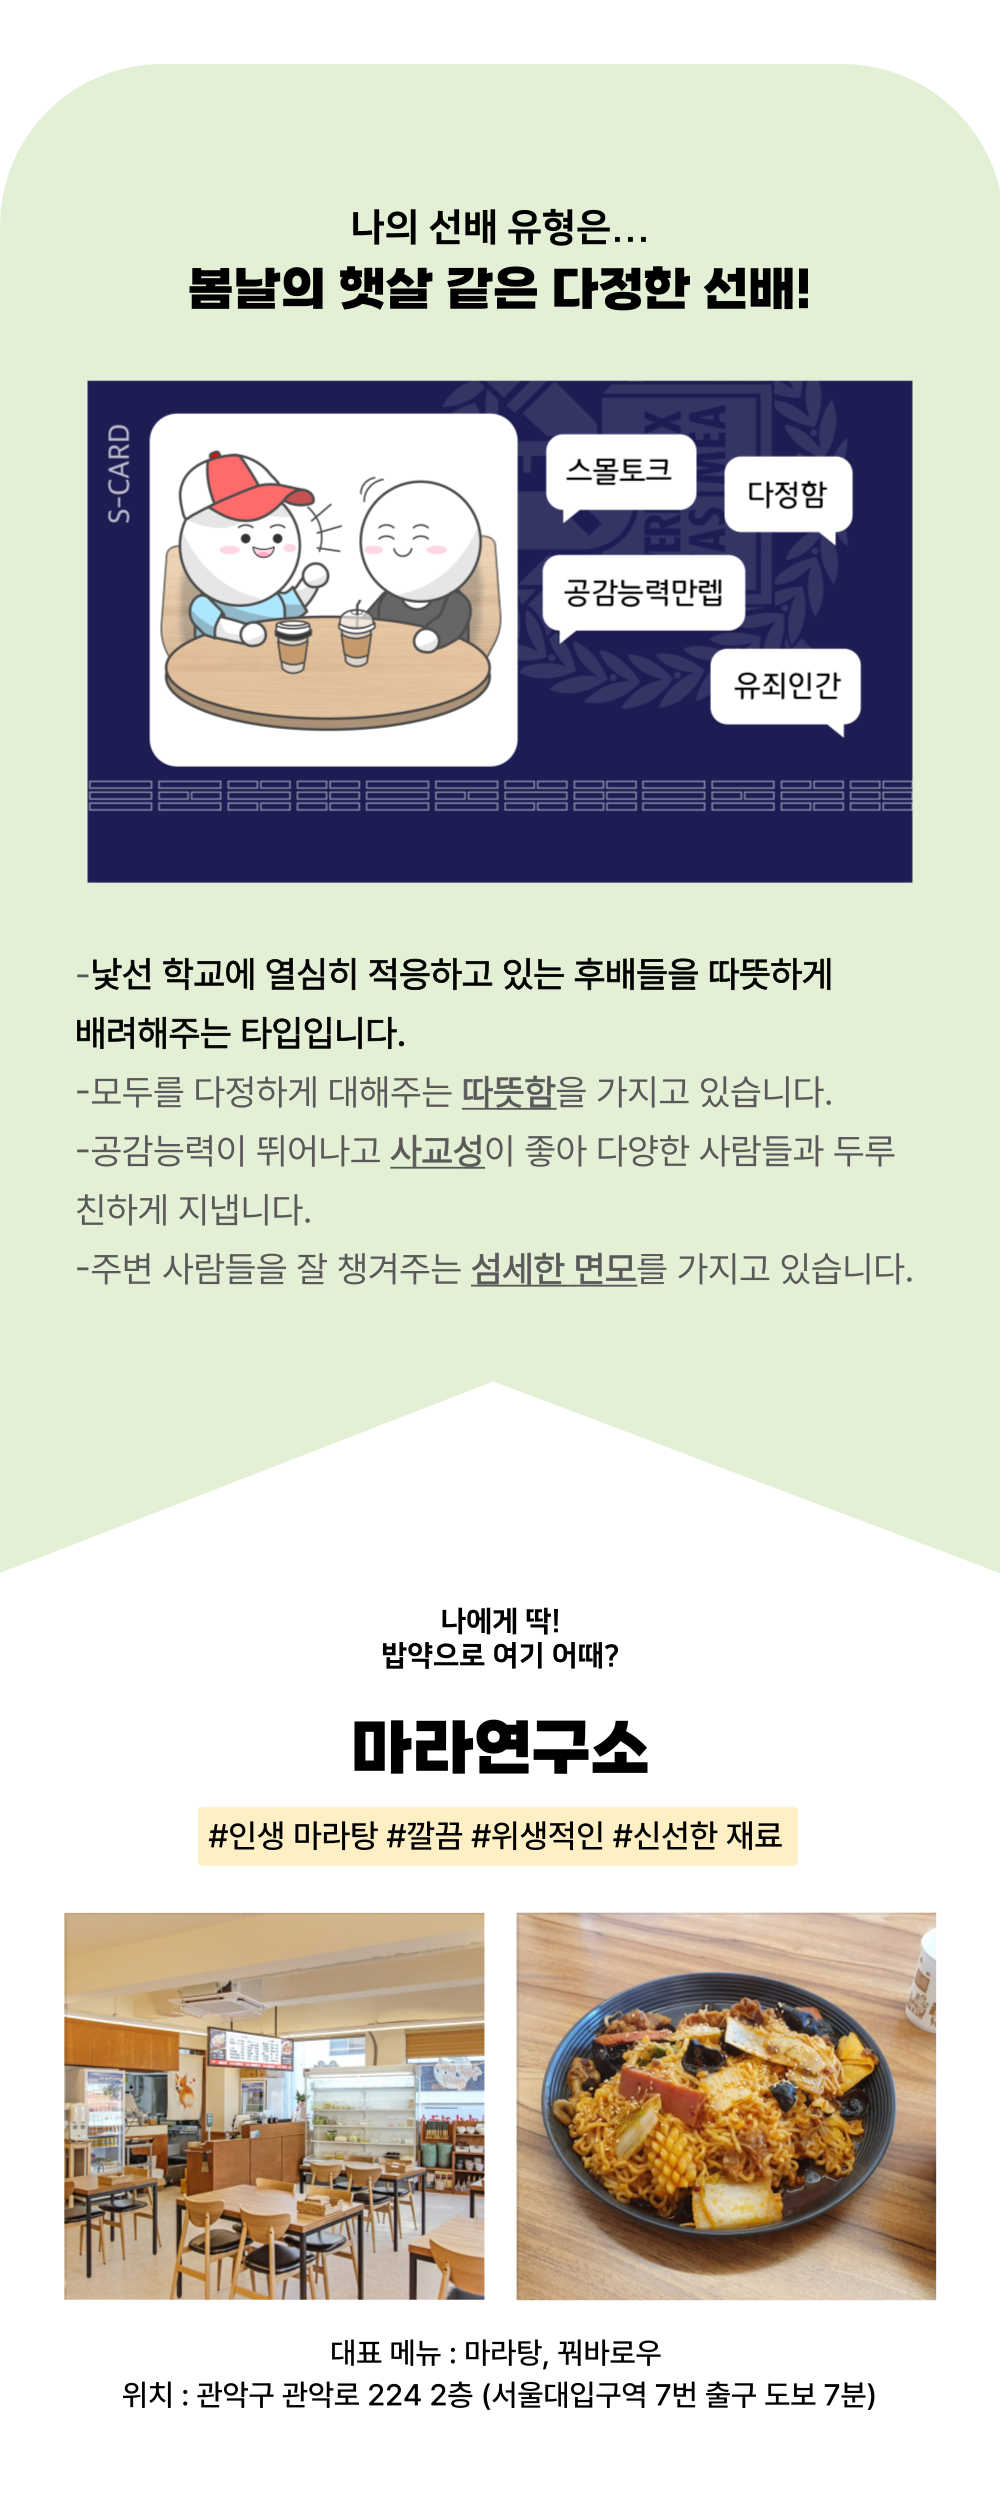 나의 선배 유형은...
봄날의 햇살 같은 다정한 선배!
S-CARD
스몰토크
다정함
공감능력만렙
유죄인간
-낯선 학교에 열심히 적응하고 있는 후배들을 따뜻하게
배려해주는 타입입니다.
-모두를 다정하게 대해주는 따뜻함을 가지고 있습니다.
-공감능력이 뛰어나고 사교성이 좋아 다양한 사람들과 두루
친하게 지냅니다.
-주변 사람들을 잘 챙겨주는 섬세한 면모를 가지고 있습니다.
나에게 딱!
밥약으로 여기 어때?
마라연구소
#인생 마라탕 #깔끔 #위생적인 #신선한 재료
대표 메뉴 : 마라탕, 꿔바로우
위치 : 관악구 관악로 224 2층 (서울대입구역 7번 출구 도보 7분)